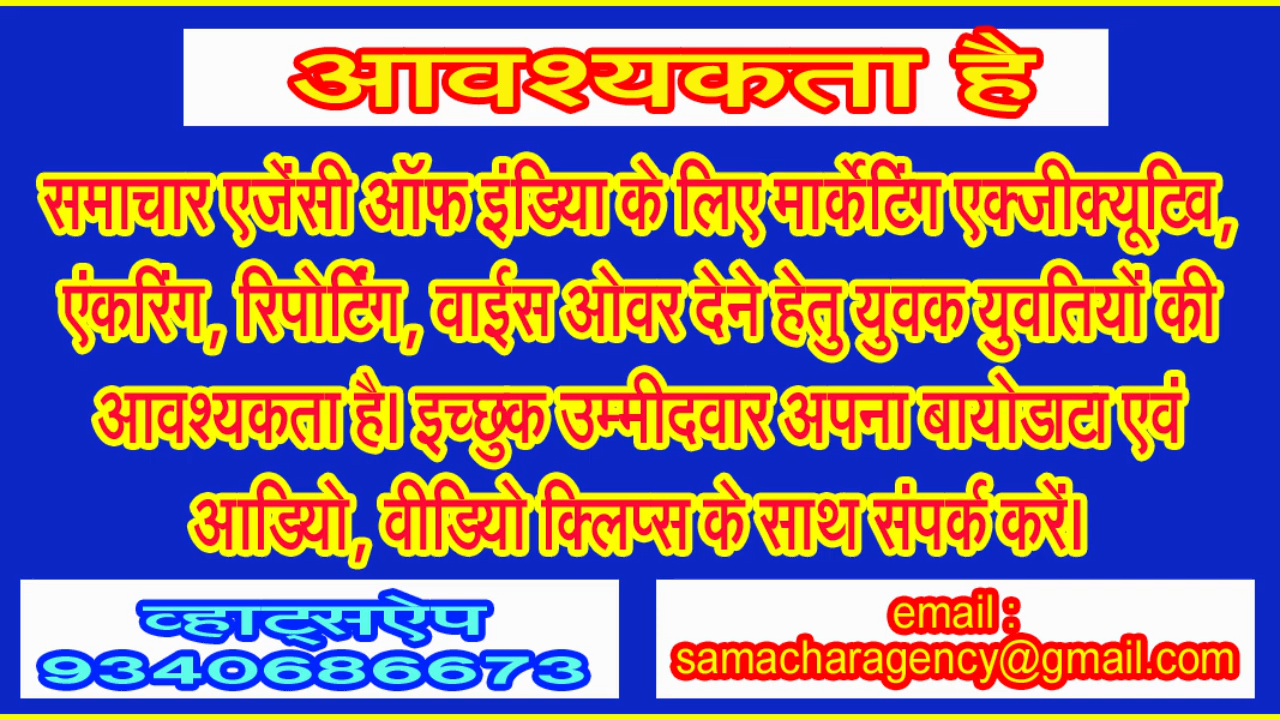 आवश्यकता है
समाचार एजेंसी ऑफ इंडिया के लिए मार्केटिंग एक्जीक्यूटिव,
एंकरिंग, रिपोर्टिंग, वाईस ओवर देने हेतु युवक युवतियों की
आवश्यकता है। इच्छुक उम्मीदवार अपना बायोडाटा एवं
आडियो, वीडियो क्लिप्स के साथ संपर्क करें।
व्हाट्सऐप
9340686673
email :
samacharagency@gmail.com